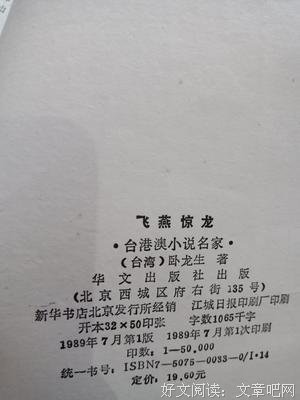 飞燕惊龙
·台港澳小说名家·
(台湾)卧龙生 著
华文出版社出版
(北京西城区府右街135号)
新华书店北京发行所经销 江城日报印刷厂印刷
开本32×50印张 字数1065千字
1989年7月第1版 1989年7月第1次印刷
印数:1—50.000
统一书号:ISBN7—5075—0033—0/I·14
定价:19.60元
好文阅读:文章吧网